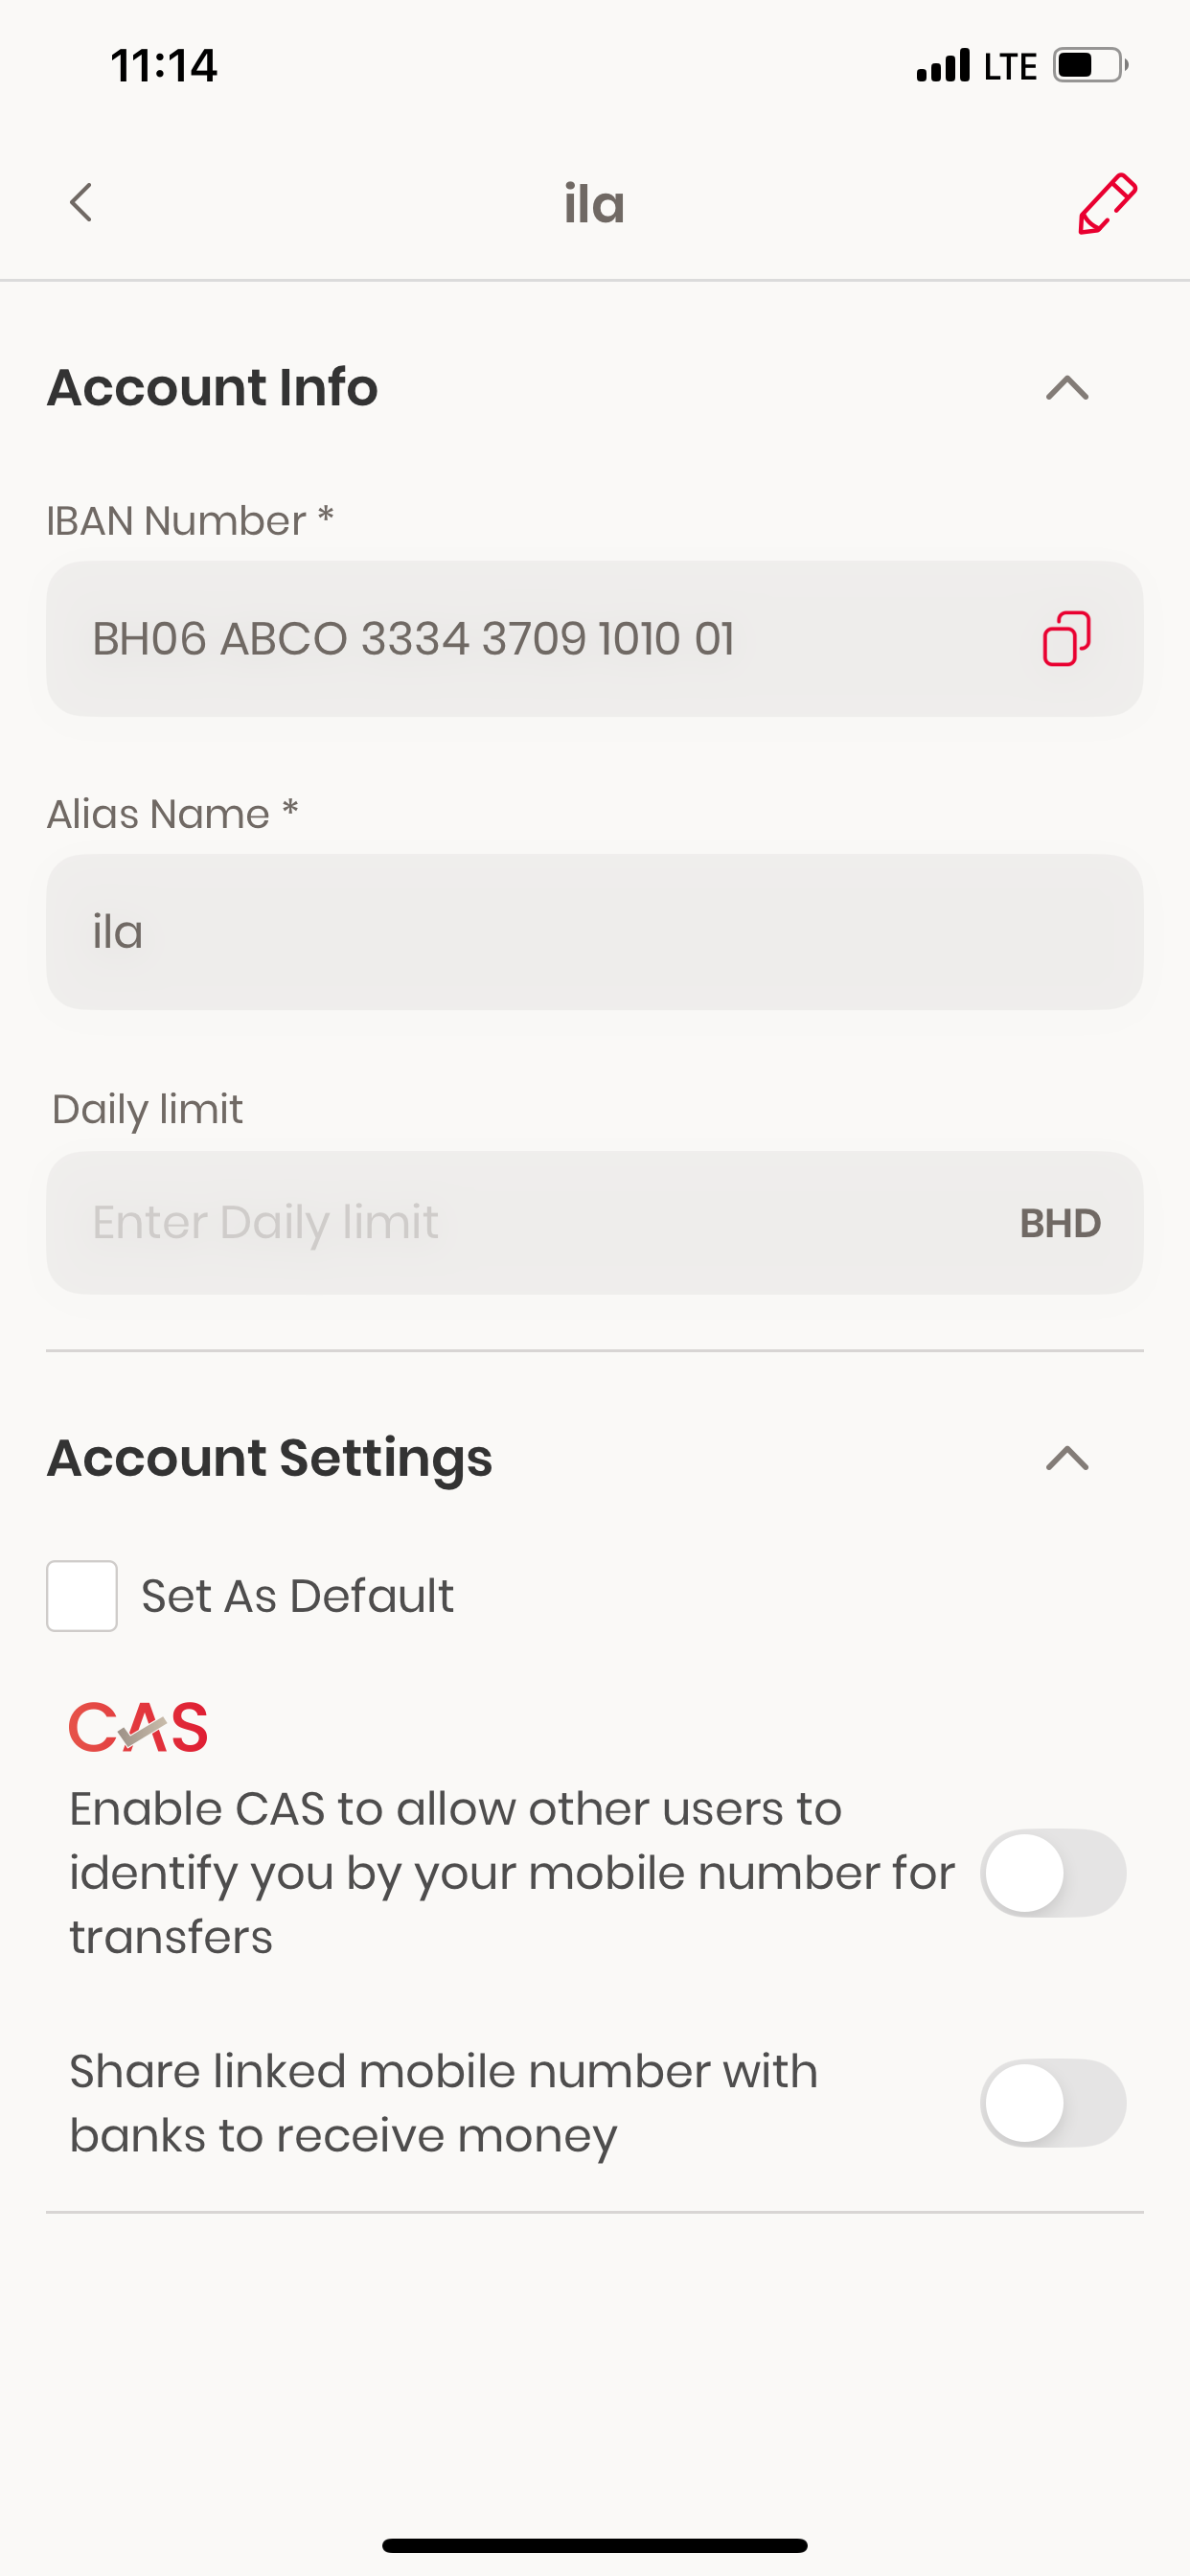 11:14
LTE
ila
Account Info
IBAN Number *
BH06 ABCO 3334 3709 1010 01
Alias Name *
ila
Daily limit
Enter Daily limit
BHD
Account Settings
Set As Default
CAS
Enable CAS to allow other users to
identify you by your mobile number for
transfers
Share linked mobile number with
banks to receive money